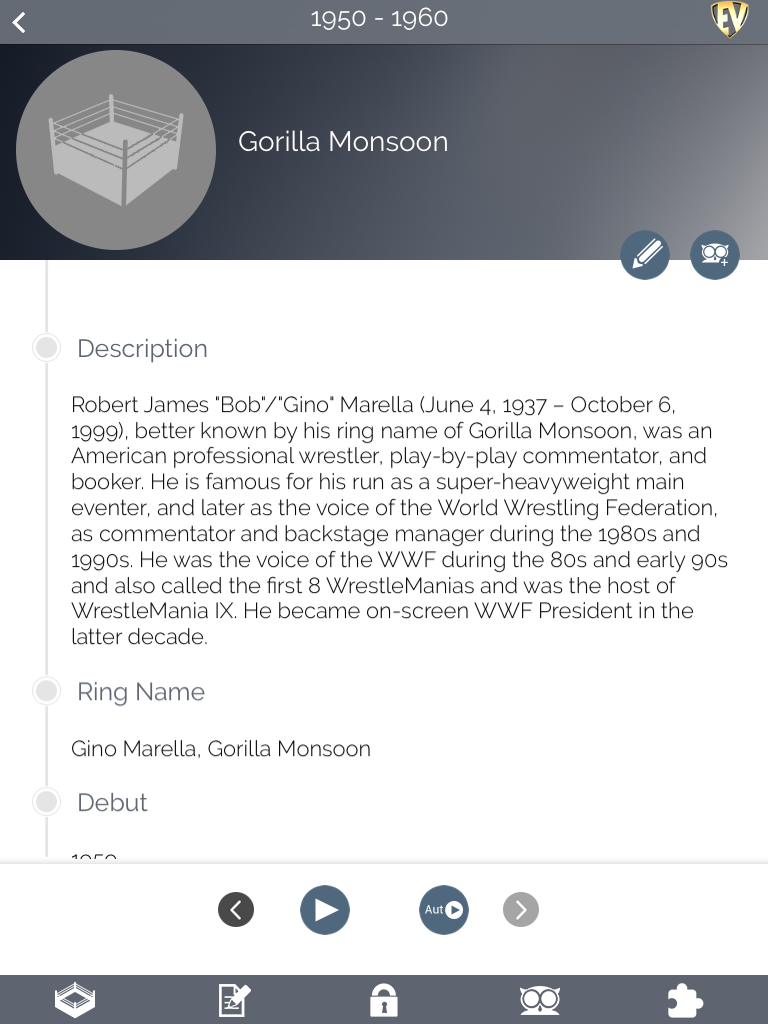 1950 - 1960
EV
Gorilla Monsoon
Description
Robert James "Bob"/"Gino" Marella (June 4, 1937 – October 6,
1999), better known by his ring name of Gorilla Monsoon, was an
American professional wrestler, play-by-play commentator, and
booker. He is famous for his run as a super-heavyweight main
eventer, and later as the voice of the World Wrestling Federation,
as commentator and backstage manager during the 1980s and
1990s. He was the voice of the WWF during the 80s and early 90s
and also called the first 8 WrestleManias and was the host of
WrestleMania IX. He became on-screen WWF President in the
latter decade.
Ring Name
Gino Marella, Gorilla Monsoon
Debut
Aut